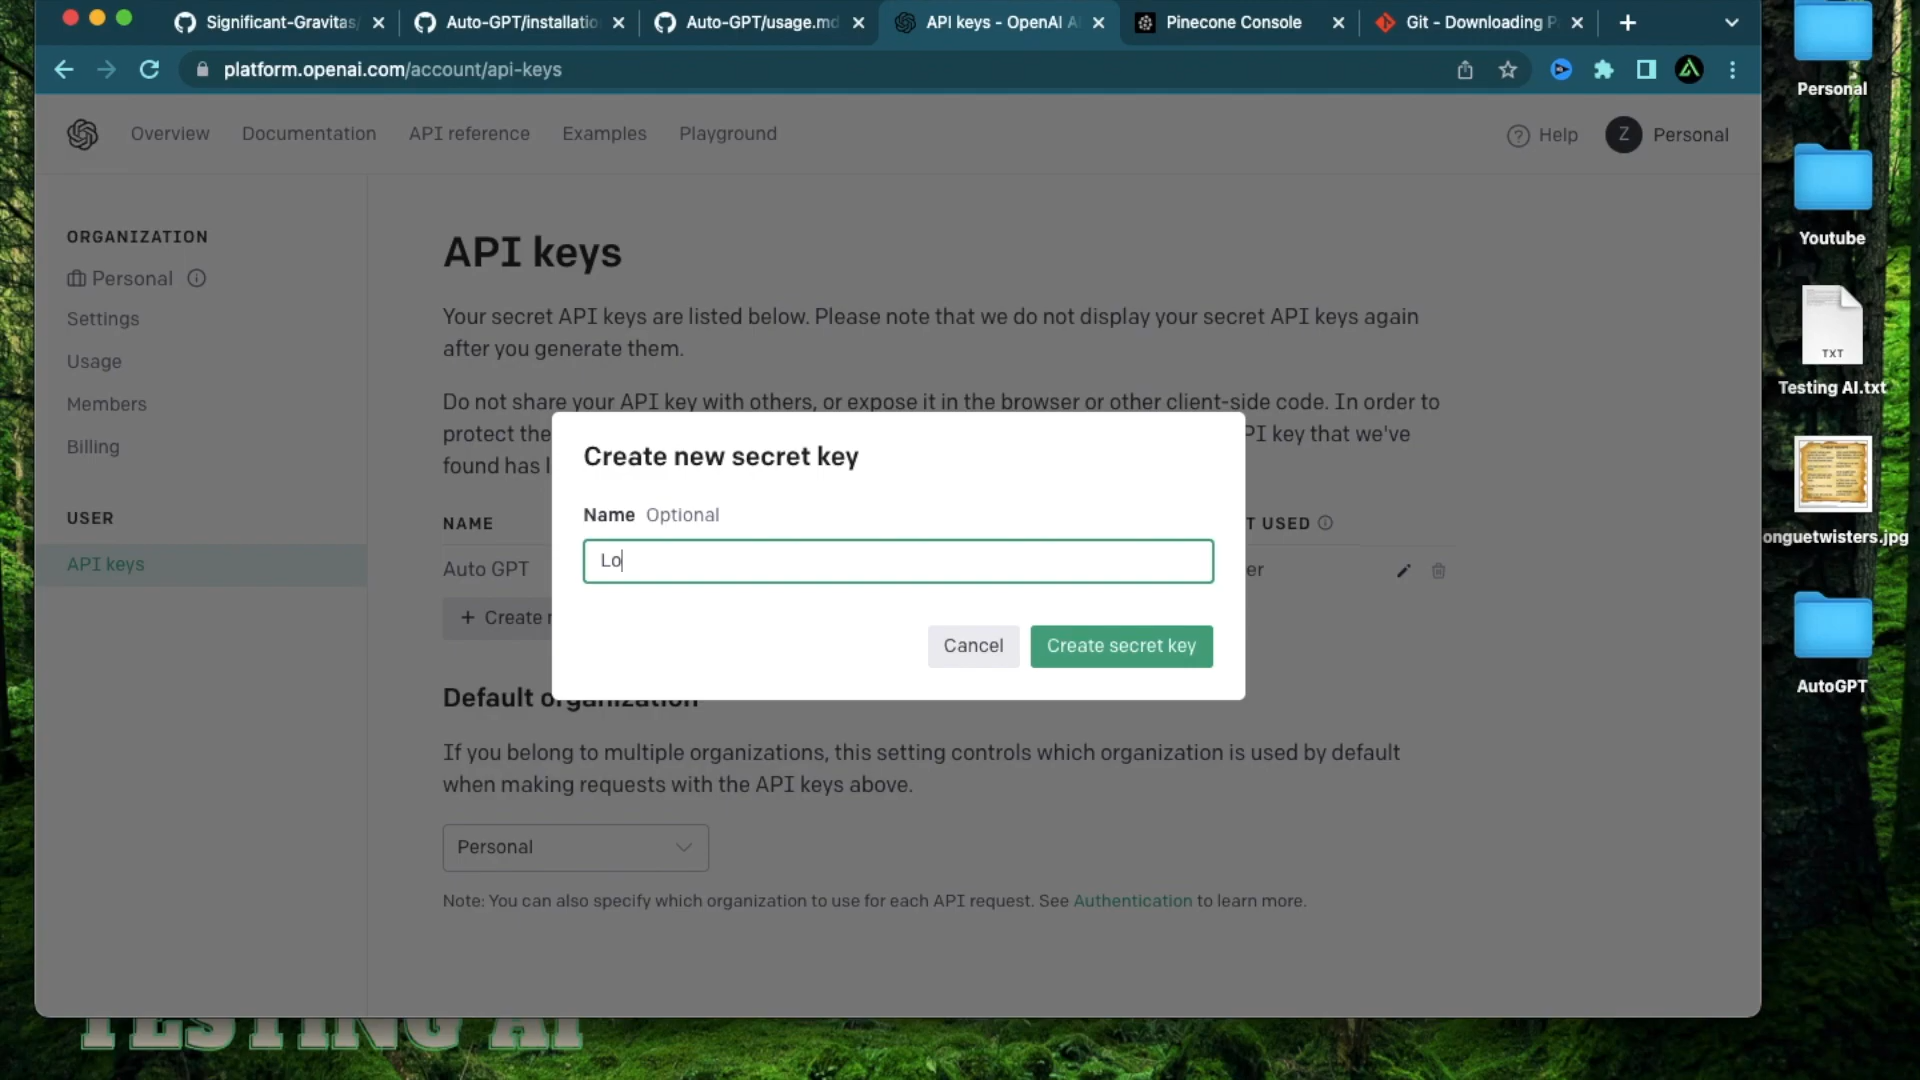 Significant-Gravitas/
Auto-GPT/installatio
Auto-GPT/usage.md
API keys - OpenAI A
Pinecone Console
Git - Downloading P
platform.openai.com/account/api-keys
Overview
Documentation
API reference
Examples
Playground
Help
Z
Personal
ORGANIZATION
Personal
Settings
Usage
Members
Billing
USER
API keys
API keys
Your secret API keys are listed below. Please note that we do not display your secret API keys again
after you generate them.
Do not share your API key with others, or expose it in the browser or other client-side code. In order to
protect the
PI key that we've
found has l
NAME
T USED
Auto GPT
er
+ Create n
Create new secret key
Name Optional
Lo
Cancel
Create secret key
Default organization
If you belong to multiple organizations, this setting controls which organization is used by default
when making requests with the API keys above.
Personal
Note: You can also specify which organization to use for each API request. See Authentication to learn more.
Personal
Youtube
TXT
Testing AI.txt
onguetwisters.jpg
AutoGPT
TESTING AI